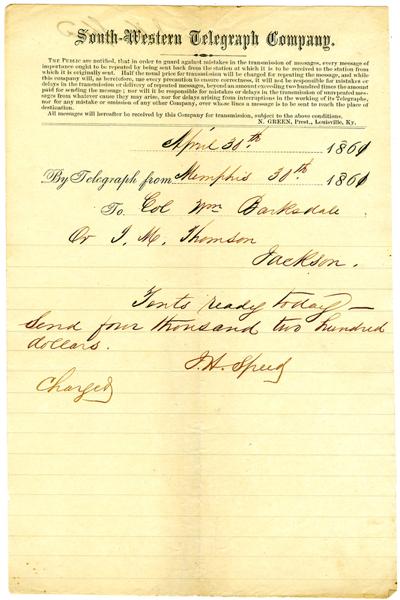 South-Western Telegraph Company.
THE PUBLIC are notified, that in order to guard against mistakes in the transmission of messages, every message of
importance ought to be repeated by being sent back from the station at which it is to be received to the station from
which it is originally sent. Half the usual price for transmission will be charged for repeating the message, and while
this company will, as heretofore, use every precaution to ensure correctness, it will not be responsible for mistakes or
delays in the transmission or delivery of repeated messages, beyond an amount exceeding two hundred times the amount
paid for sending the message; nor will it be responsible for mistakes or delays in the transmission of unrepeated mes-
sages from whatever cause they may arise, nor for delays arising from interruptions in the working of its Telegraphs,
nor for any mistake or omission of any other Company, over whose lines a message is to be sent to reach the place of
destination.
All messages will hereafter be received by this Company for transmission, subject to the above conditions.
N. GREEN, Prest., Louisville, Ky.
April 30th 1861
By Telegraph from Memphis 30th 1861
To Col Wm Barksdale
Or J. M. Thomson
Jackson.
Tents ready today—
Send four thousand two hundred
dollars.
J. H. Speed
Charged